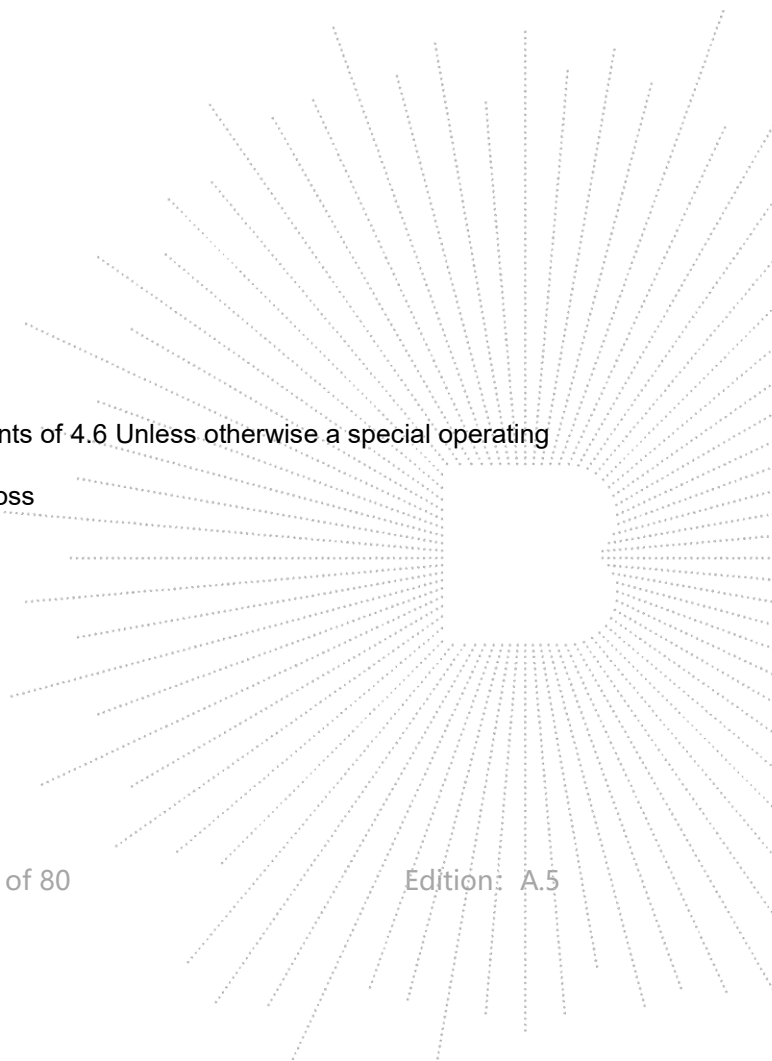 nts of 4.6 Unless otherwise a special operating
oss
of 80 Edition: A.5